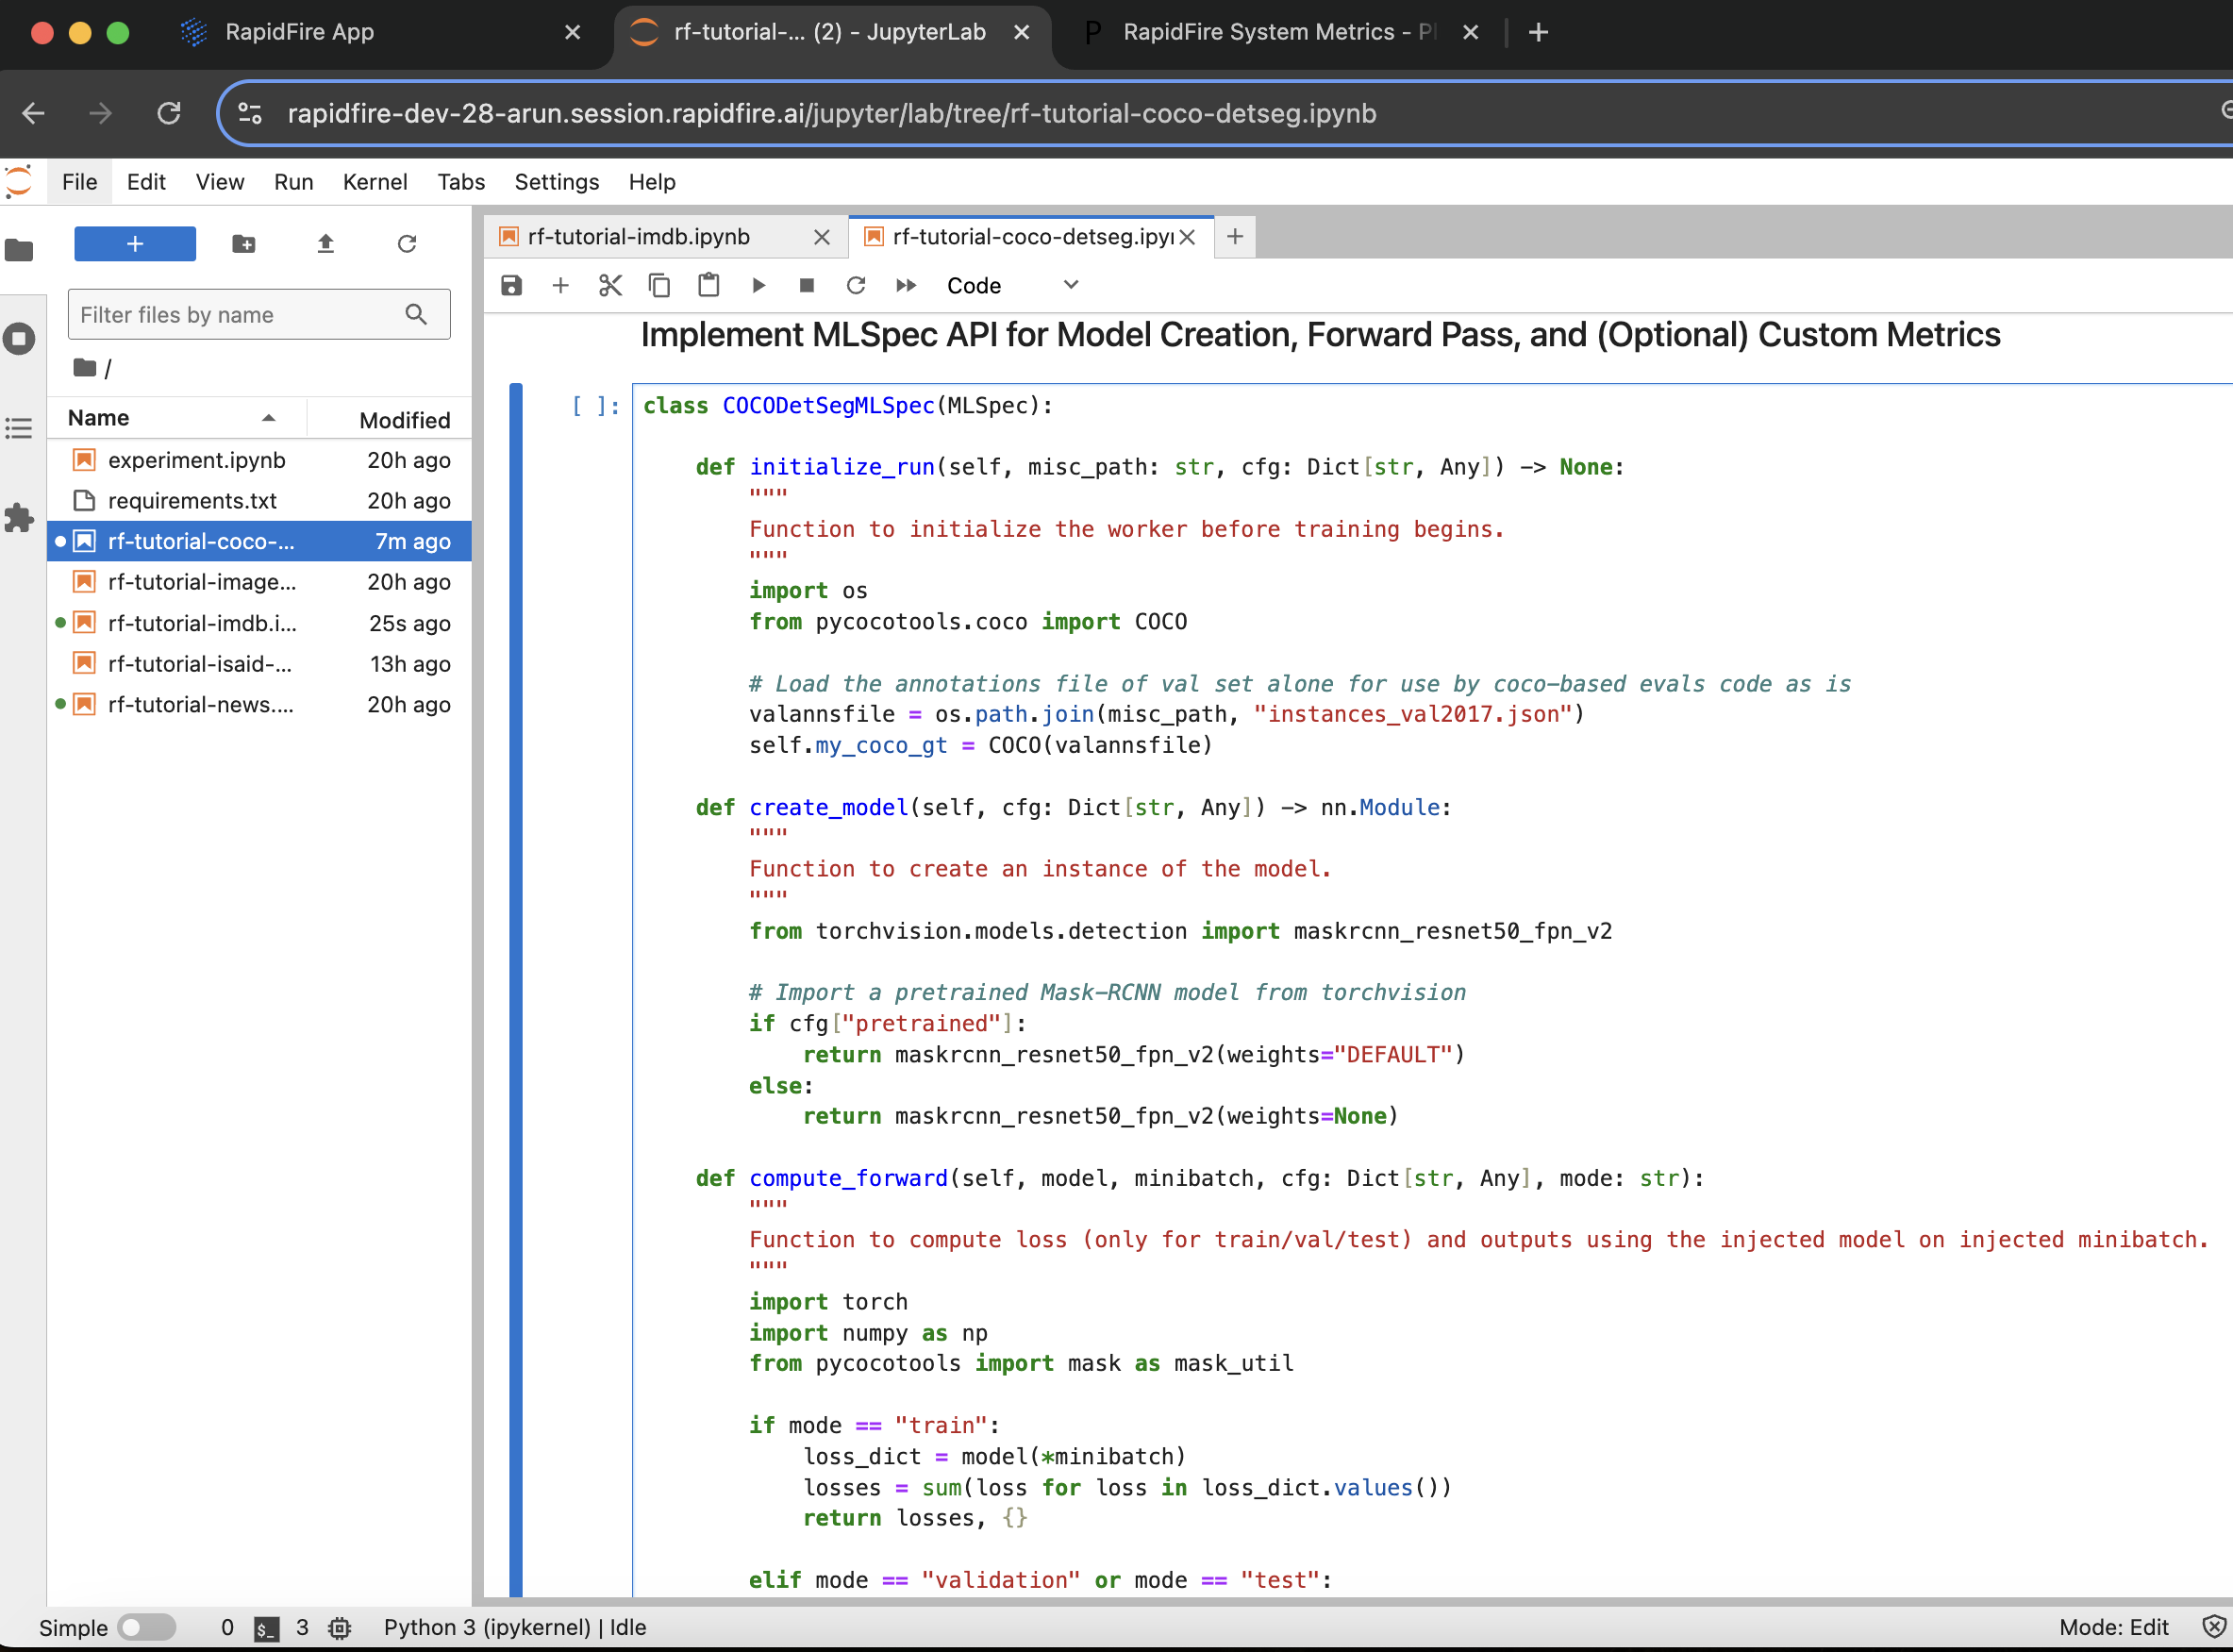 RapidFire App
rf-tutorial-... (2) - JupyterLab
RapidFire System Metrics - Pl
rapidfire-dev-28-arun.session.rapidfire.ai/jupyter/lab/tree/rf-tutorial-coco-detseg.ipynb
File Edit View Run Kernel Tabs Settings Help
Filter files by name
/
Name Modified
experiment.ipynb 20h ago
requirements.txt 20h ago
rf-tutorial-coco-... 7m ago
rf-tutorial-image... 20h ago
rf-tutorial-imdb.i... 25s ago
rf-tutorial-isaid-... 13h ago
rf-tutorial-news.... 20h ago
rf-tutorial-imdb.ipynb
rf-tutorial-coco-detseg.ipyn
Code
Implement MLSpec API for Model Creation, Forward Pass, and (Optional) Custom Metrics
[ ]:
class COCODetSegMLSpec(MLSpec):
def initialize_run(self, misc_path: str, cfg: Dict[str, Any]) -> None:
"""
Function to initialize the worker before training begins.
"""
import os
from pycocotools.coco import COCO
# Load the annotations file of val set alone for use by coco-based evals code as is
valannsfile = os.path.join(misc_path, "instances_val2017.json")
self.my_coco_gt = COCO(valannsfile)
def create_model(self, cfg: Dict[str, Any]) -> nn.Module:
"""
Function to create an instance of the model.
"""
from torchvision.models.detection import maskrcnn_resnet50_fpn_v2
# Import a pretrained Mask-RCNN model from torchvision
if cfg["pretrained"]:
return maskrcnn_resnet50_fpn_v2(weights="DEFAULT")
else:
return maskrcnn_resnet50_fpn_v2(weights=None)
def compute_forward(self, model, minibatch, cfg: Dict[str, Any], mode: str):
"""
Function to compute loss (only for train/val/test) and outputs using the injected model on injected minibatch.
"""
import torch
import numpy as np
from pycocotools import mask as mask_util
if mode == "train":
loss_dict = model(*minibatch)
losses = sum(loss for loss in loss_dict.values())
return losses, {}
elif mode == "validation" or mode == "test":
Simple 0 3 Python 3 (ipykernel) | Idle Mode: Edit